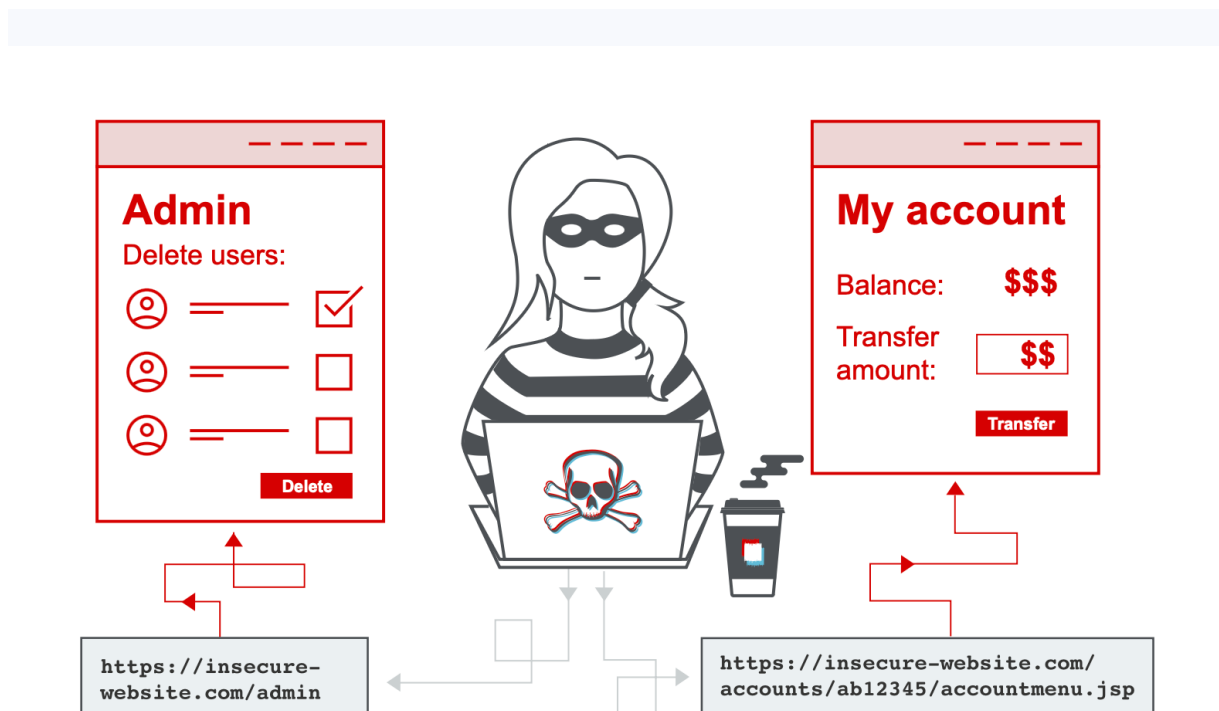 Admin
Delete users:
Delete
https://insecure-
website.com/admin
My account
Balance: $$$
Transfer
amount: $$
Transfer
https://insecure-website.com/
accounts/ab12345/accountmenu.jsp